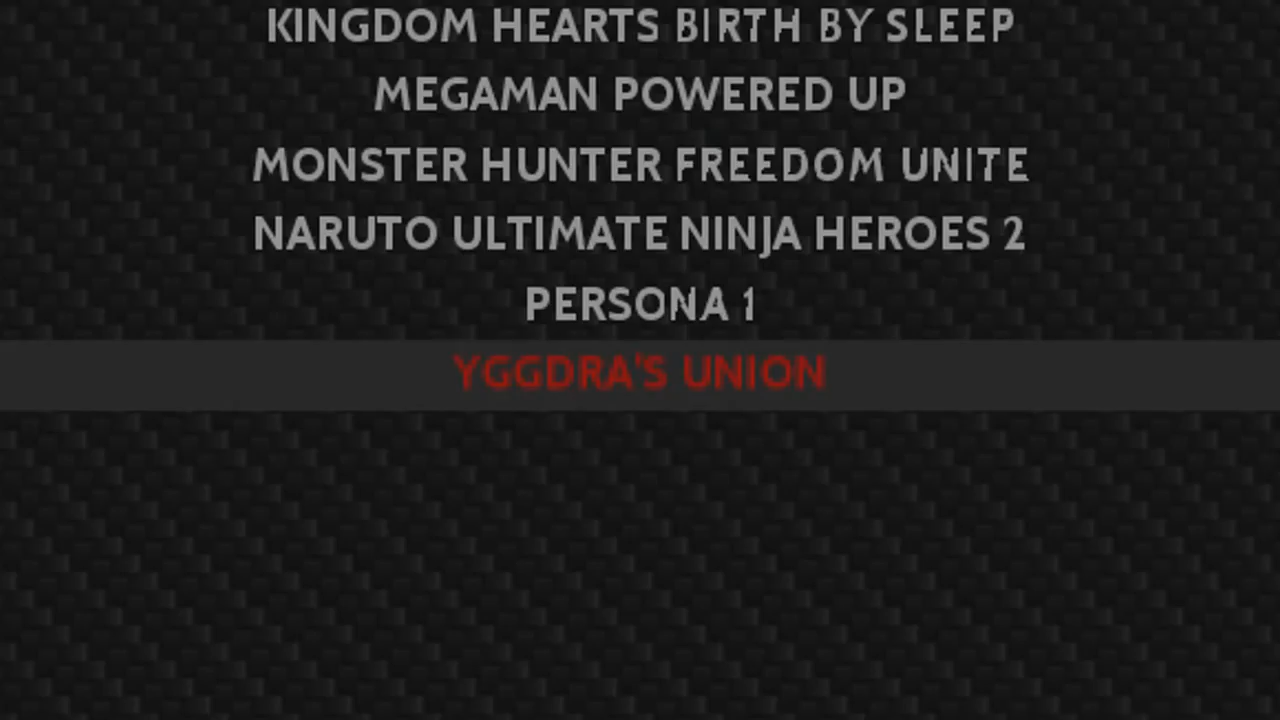 KINGDOM HEARTS BIRTH BY SLEEP
MEGAMAN POWERED UP
MONSTER HUNTER FREEDOM UNITE
NARUTO ULTIMATE NINJA HEROES 2
PERSONA 1
YGGDRA'S UNION